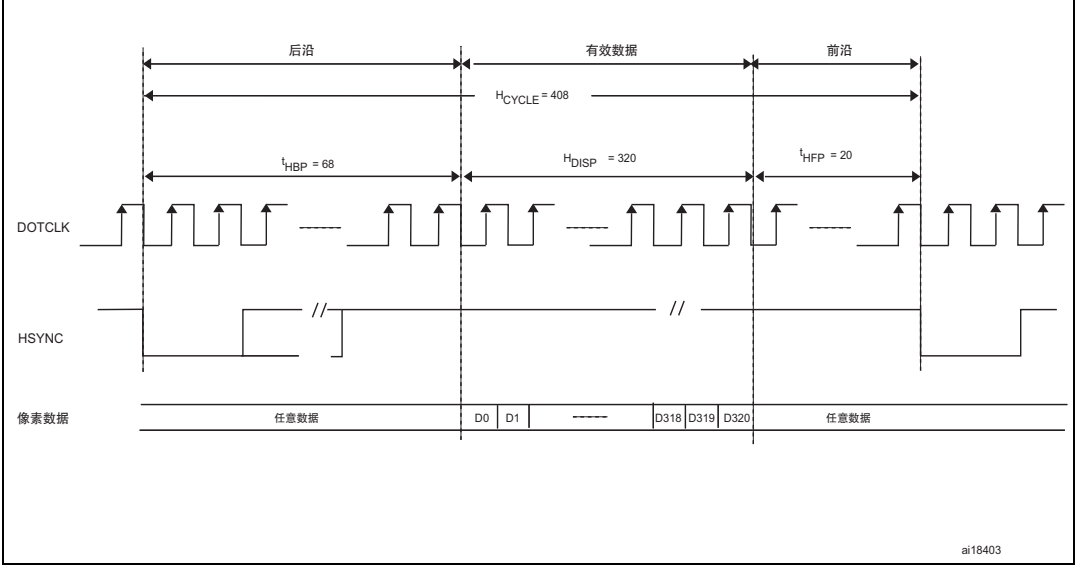 后沿 有效数据 前沿
HCYCLE = 408
tHBP = 68 HDISP = 320 tHFP = 20
DOTCLK
HSYNC
像素数据 任意数据 D0 D1 D318 D319 D320 任意数据
ai18403